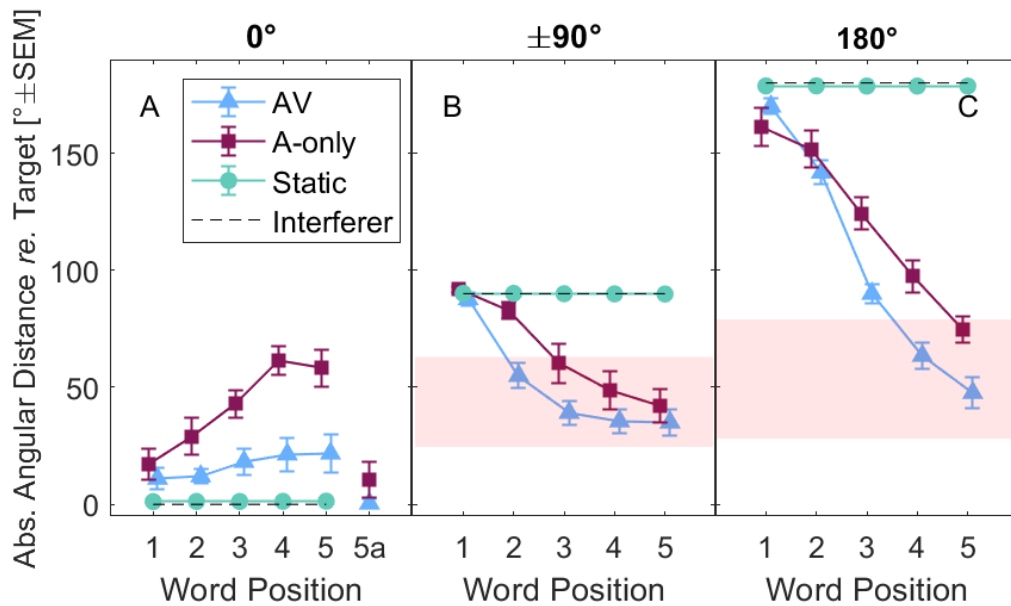 0° ±90° 180°
Abs. Angular Distance re. Target [°±SEM]
150
100
50
0
A B C
AV
A-only
Static
Interferer
1 2 3 4 5 5a 1 2 3 4 5 1 2 3 4 5
Word Position Word Position Word Position